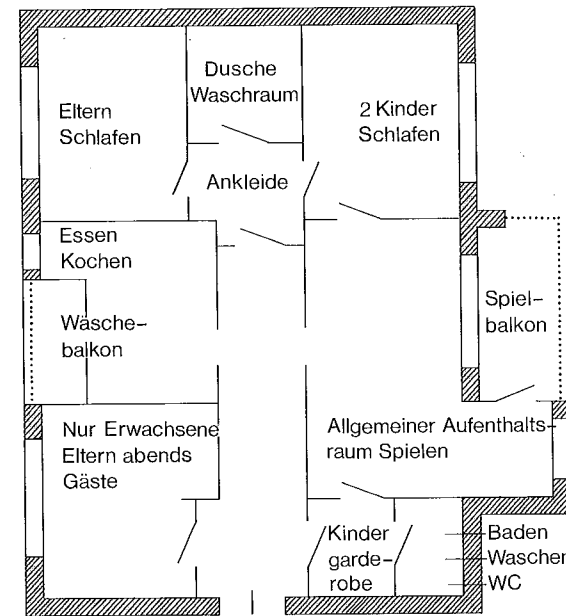 Dusche
Waschraum
Eltern
Schlafen
2 Kinder
Schlafen
Ankleide
Essen
Kochen
Wäsche-
balkon
Spiel-
balkon
Nur Erwachsene
Eltern abends
Gäste
Allgemeiner Aufenthalts-
raum Spielen
Kinder
garde-
robe
Baden
Waschen
WC